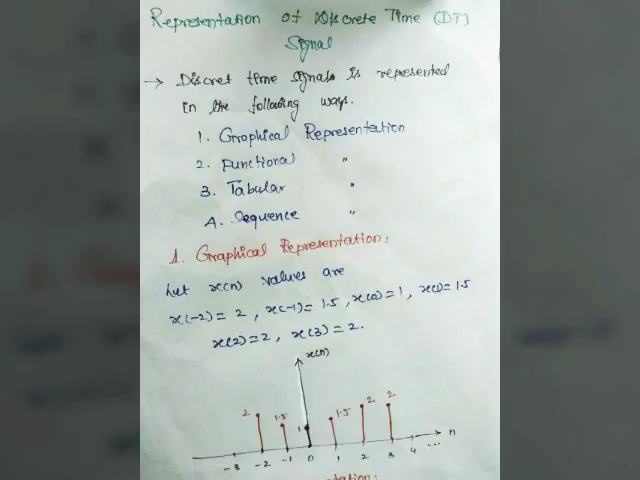 Representation of Discrete Time (DT)
Signal
→ Discret time signals is represented
in the following ways.
1. Graphical Representation
2. Functional "
3. Tabular "
4. Sequence "
1. Graphical Representation:
Let x(n) values are
x(-2) = 2, x(-1) = 1.5, x(0) = 1, x(1) = 1.5
x(2) = 2, x(3) = 2.
x(n)
2 1.5 1 1.5 2 2
-3 -2 -1 0 1 2 3 4 ... n